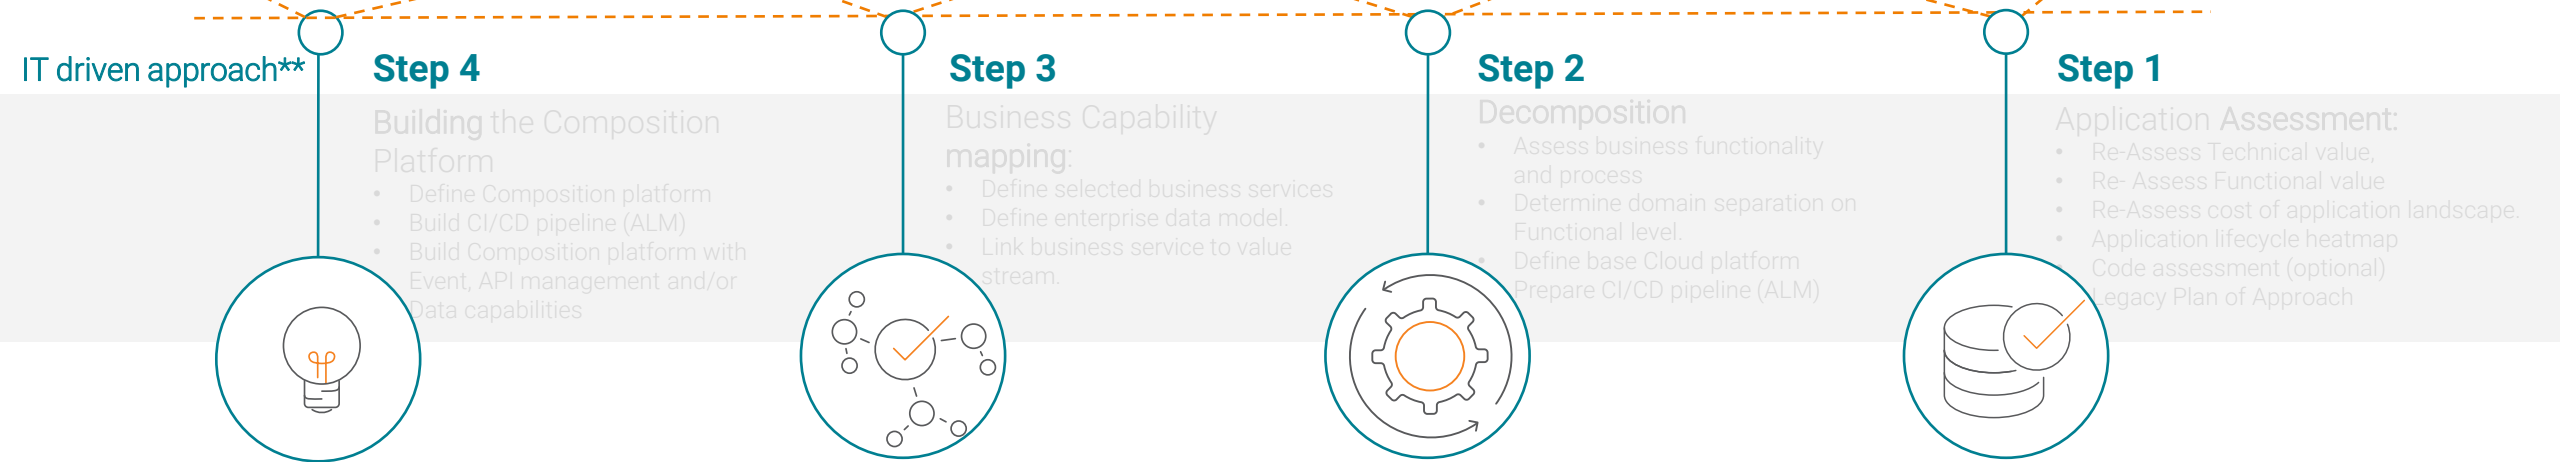 IT driven approach**
Step 4
Building the Composition
Platform
• Define Composition platform
• Build CI/CD pipeline (ALM)
• Build Composition platform with
Event, API management and/or
Data capabilities
Step 3
Business Capability
mapping:
• Define selected business services
• Define enterprise data model.
• Link business service to value
stream.
Step 2
Decomposition
• Assess business functionality
and process
• Determine domain separation on
Functional level.
• Define base Cloud platform
Prepare CI/CD pipeline (ALM)
Step 1
Application Assessment:
• Re-Assess Technical value,
• Re- Assess Functional value
• Re-Assess cost of application landscape.
• Application lifecycle heatmap
• Code assessment (optional)
Legacy Plan of Approach